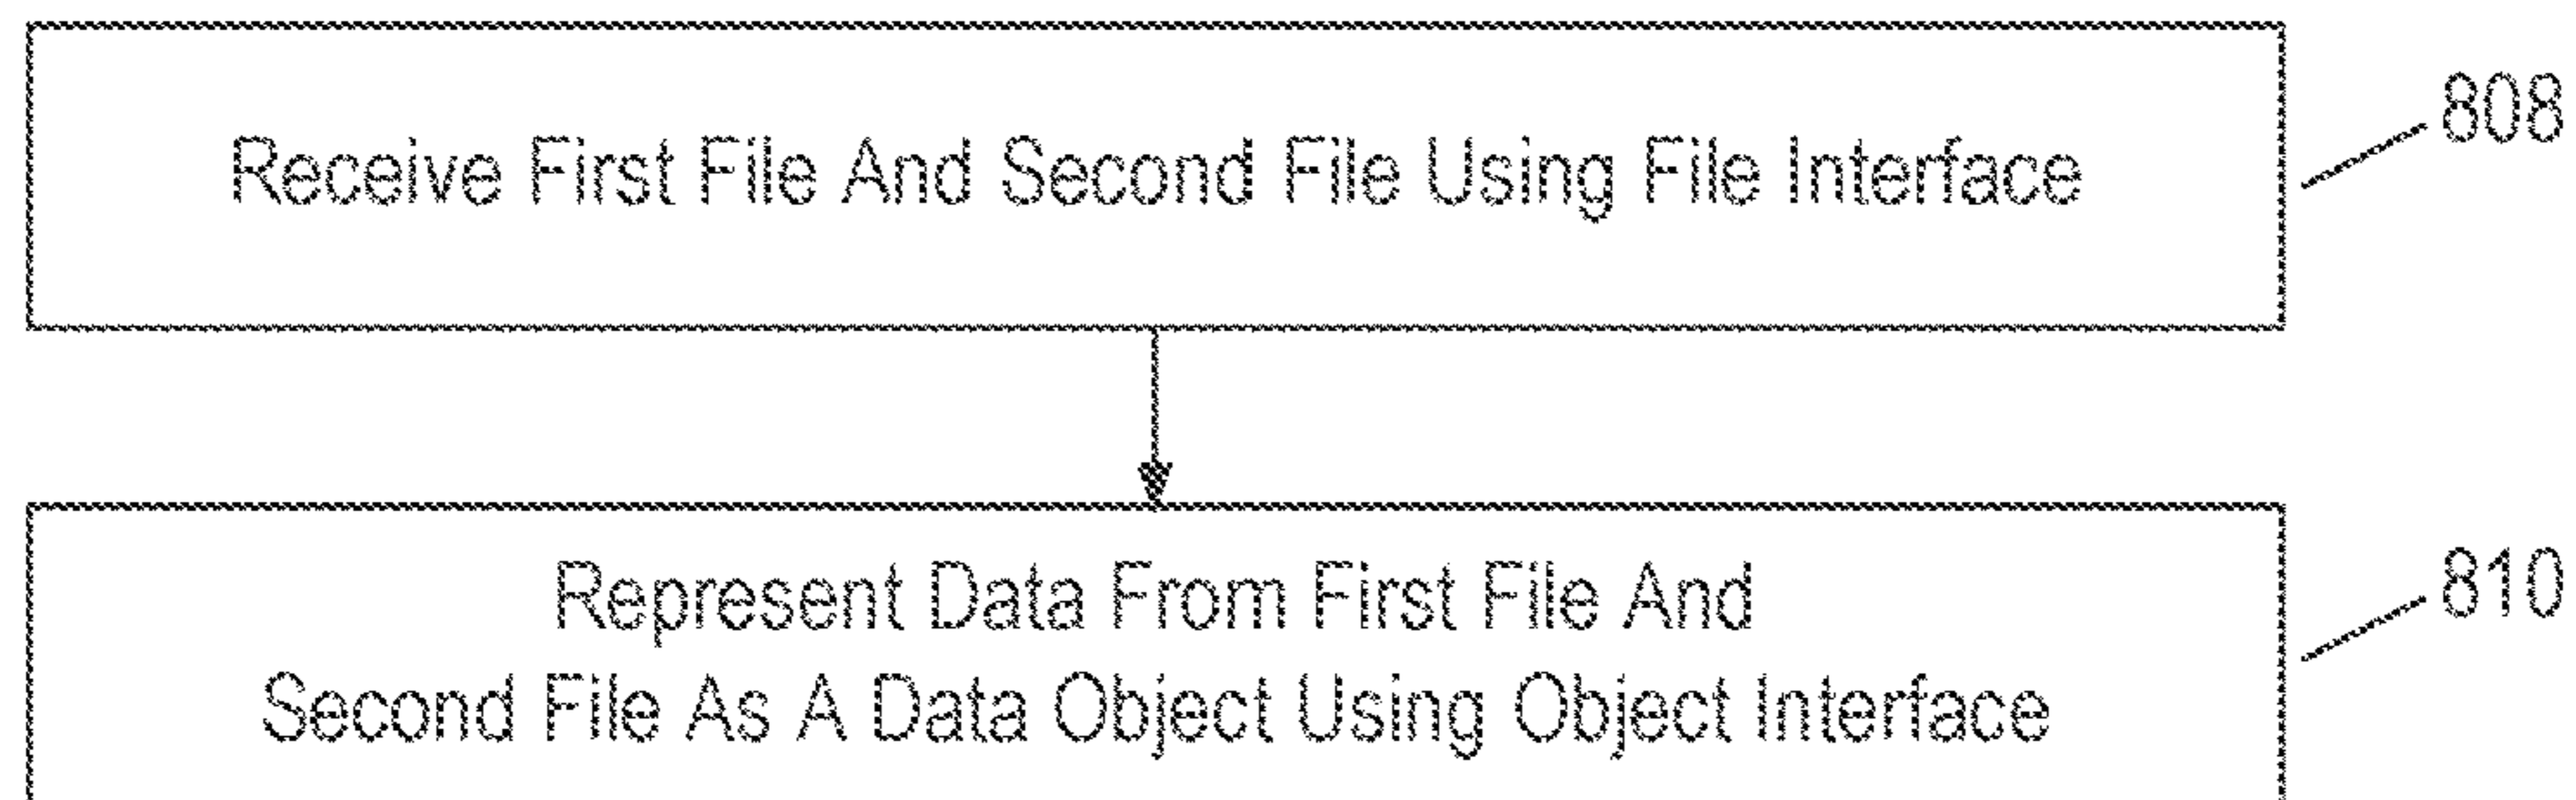 Receive First File And Second File Using File Interface
808
Represent Data From First File And
Second File As A Data Object Using Object Interface
810